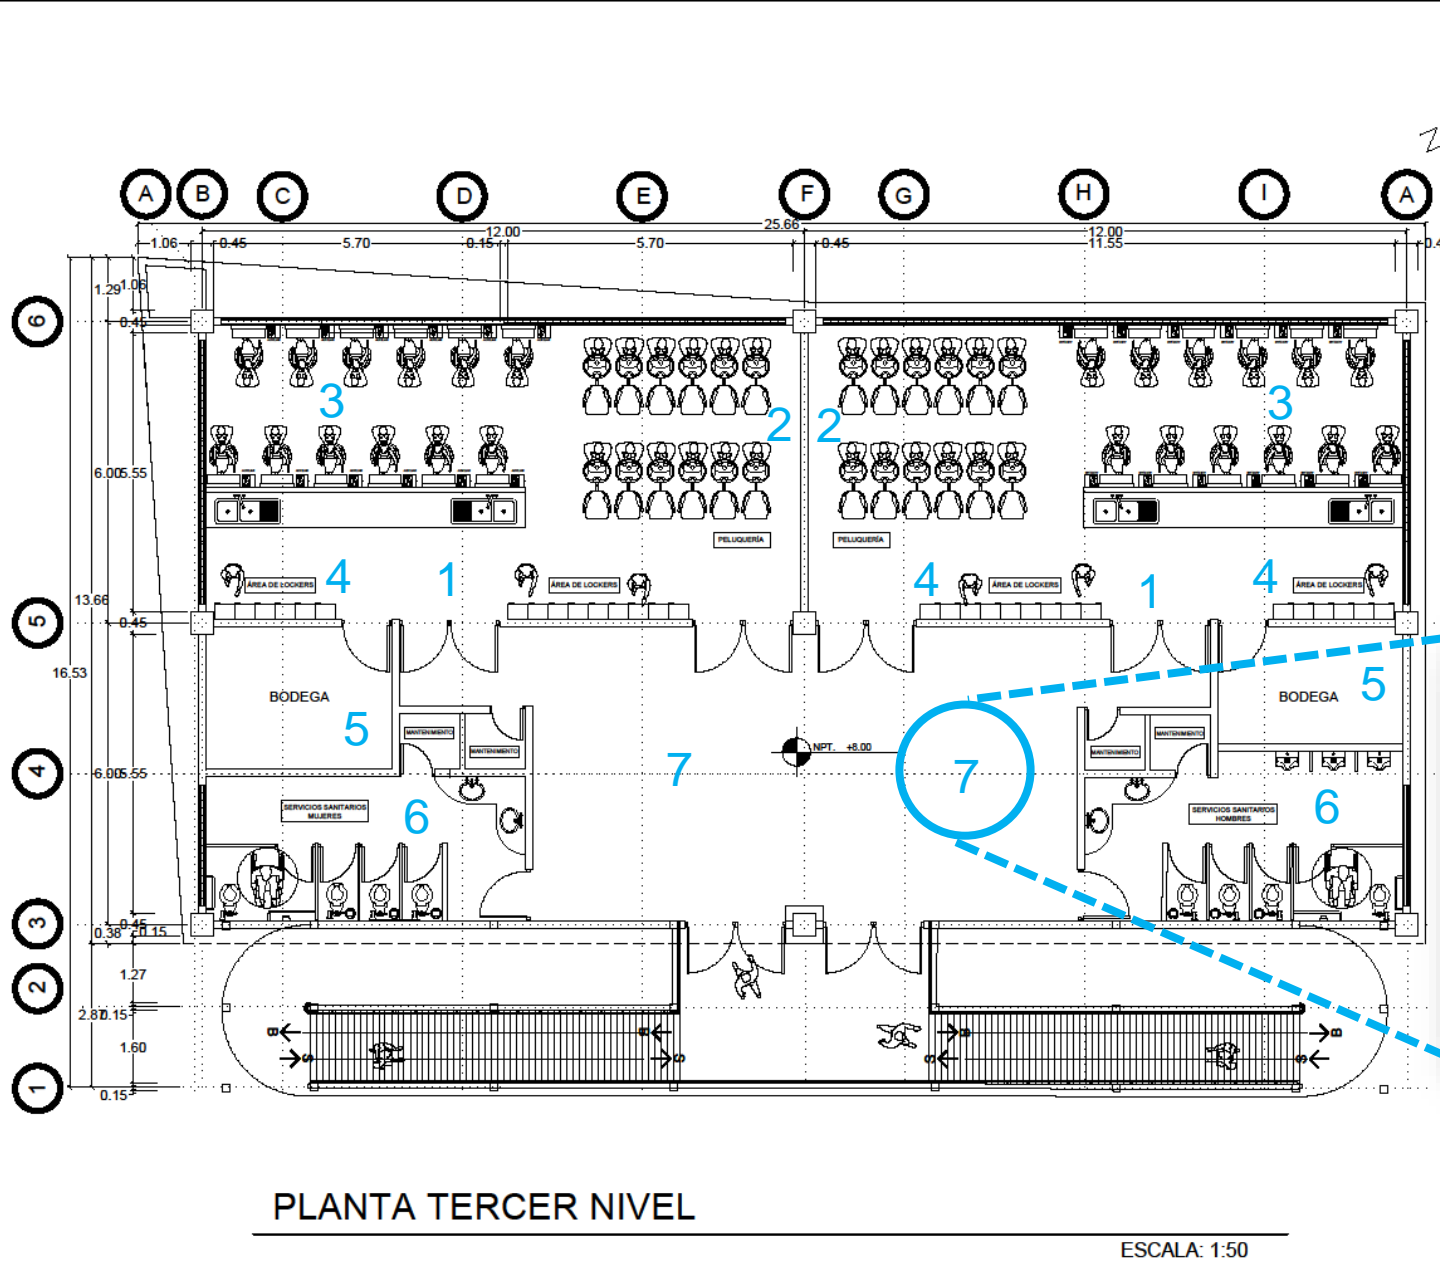 A B C D E F G H I A
25.66
12.00 12.00
1.06 0.45 5.70 0.15 5.70 0.45 11.55
1.29 1.06
6
0.45
3 3
2 2
6.00 5.55
PELUQUERÍA PELUQUERÍA
4 1 4 1 4
ÁREA DE LOCKERS ÁREA DE LOCKERS ÁREA DE LOCKERS ÁREA DE LOCKERS
13.66
5
0.45
16.53
BODEGA BODEGA
5 5
MANTENIMIENTO MANTENIMIENTO MANTENIMIENTO MANTENIMIENTO
NPT. +8.00
7 7
4
6.00 5.55
SERVICIOS SANITARIOS
MUJERES
SERVICIOS SANITARIOS
HOMBRES
6 6
3
0.45
0.38 0.15
1.27
2
2.87 0.15
B B B B
1.60
S S S S
1
0.15
PLANTA TERCER NIVEL
ESCALA: 1:50